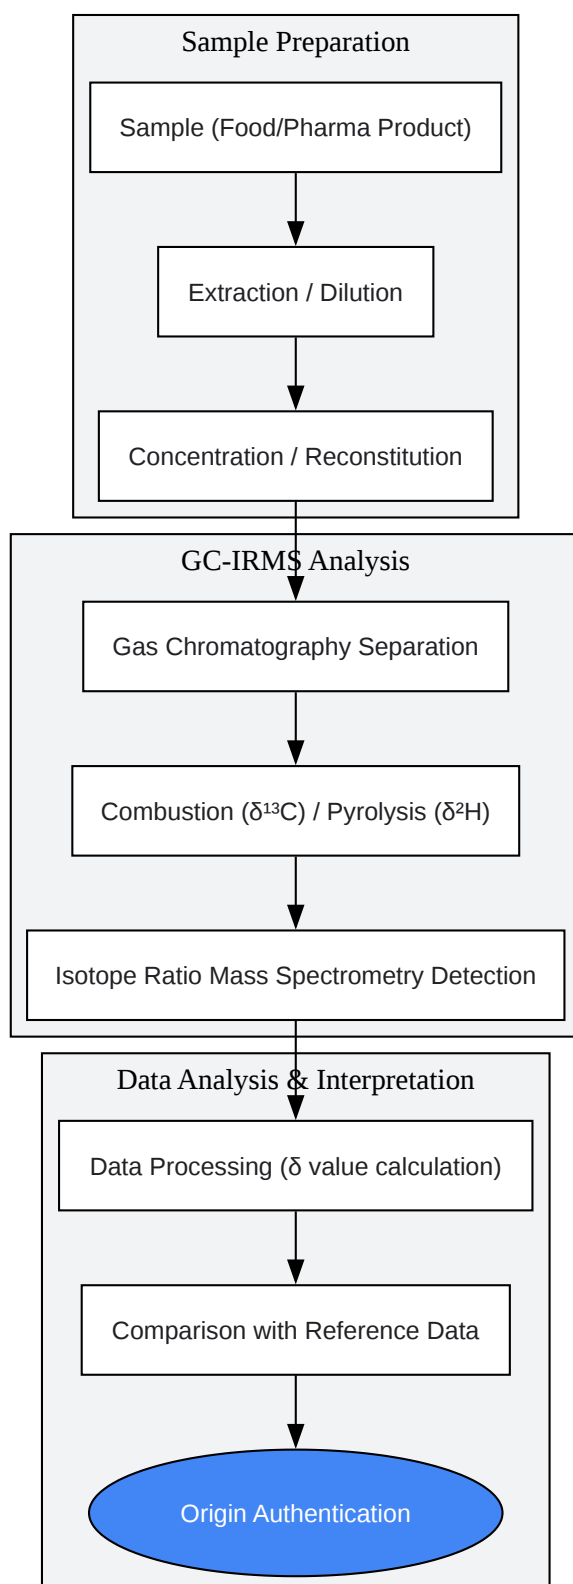 Sample Preparation
Sample (Food/Pharma Product)
Extraction / Dilution
Concentration / Reconstitution
GC-IRMS Analysis
Gas Chromatography Separation
Combustion (δ¹³C) / Pyrolysis (δ²H)
Isotope Ratio Mass Spectrometry Detection
Data Analysis & Interpretation
Data Processing (δ value calculation)
Comparison with Reference Data
Origin Authentication